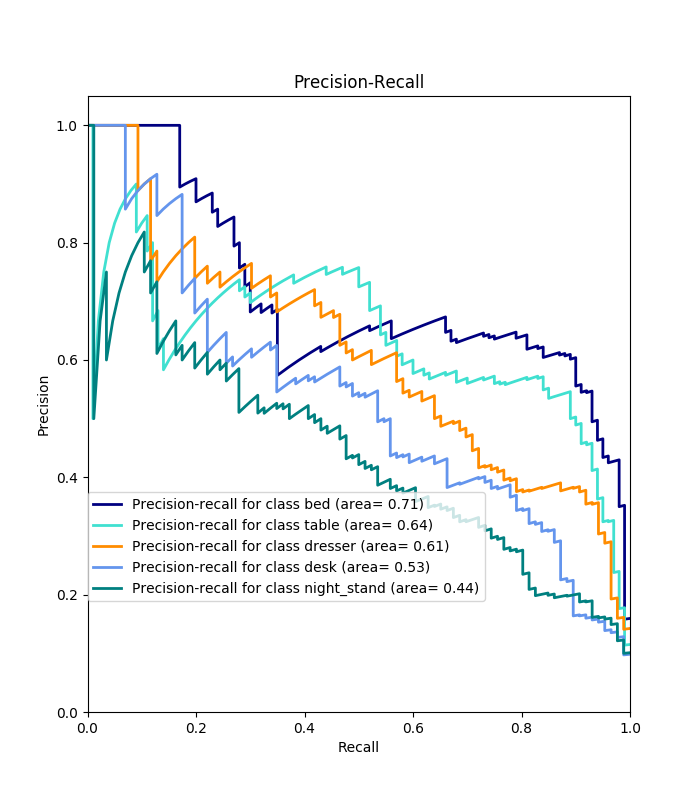 Precision-Recall
1.0
0.8
0.6
0.4
0.2
0.0
Precision
Precision-recall for class bed (area= 0.71)
Precision-recall for class table (area= 0.64)
Precision-recall for class dresser (area= 0.61)
Precision-recall for class desk (area= 0.53)
Precision-recall for class night_stand (area= 0.44)
0.0 0.2 0.4 0.6 0.8 1.0
Recall